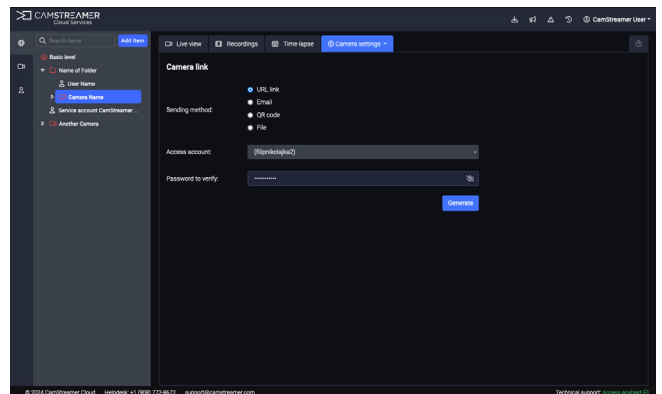 CAMSTREAMER
Cloud Services
CamStreamer User
Search items
Add item
Live view
Recordings
Time-lapse
Camera settings
Basic level
Name of Folder
User Name
Camera Name
Service account CamStreamer ...
Another Camera
Camera link
Sending method:
URL link
Email
QR code
File
Access account:
(filipnikolajka2)
Password to verify:
Generate
© 2024 CamStreamer Cloud Helpdesk: +1 (908) 772-8672 support@camstreamer.com
Technical support: Access enabled